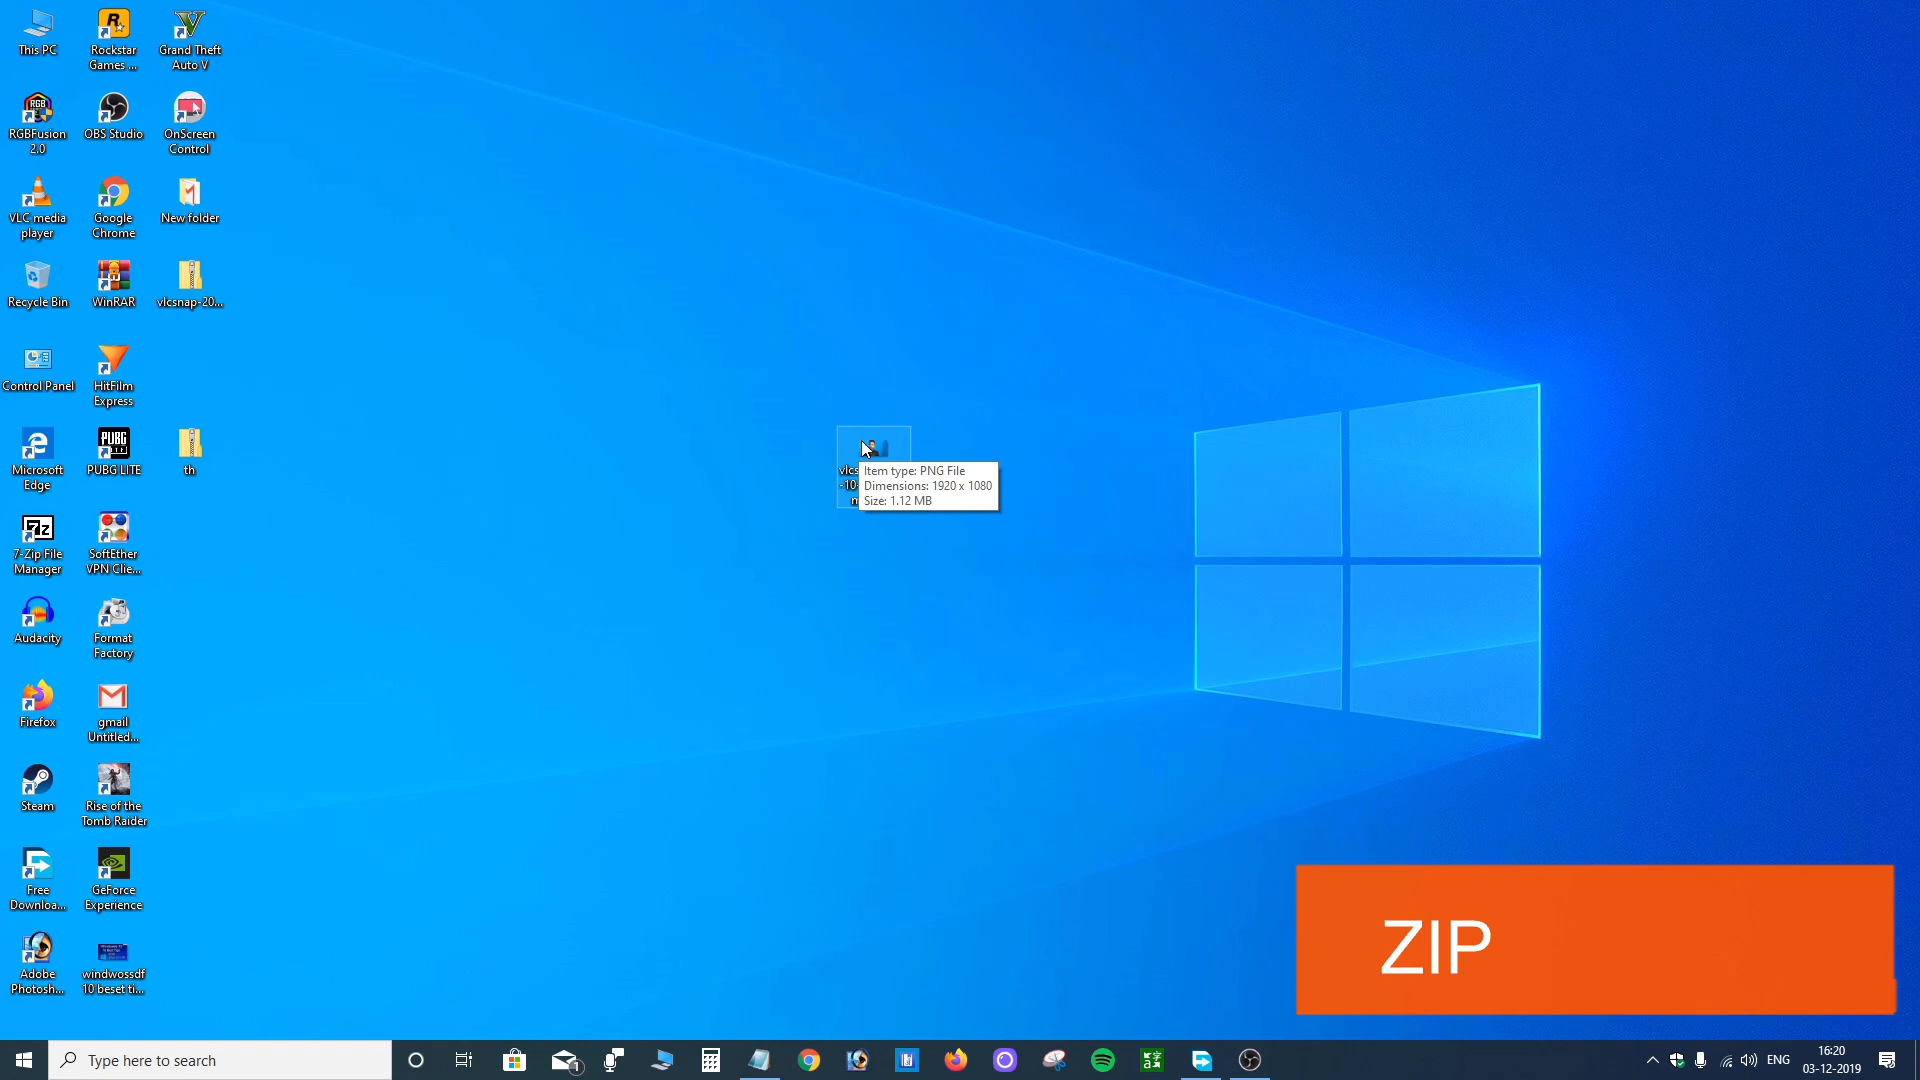 This PC
Rockstar
Games ...
Grand Theft
Auto V
RGBFusion
2.0
OBS Studio
OnScreen
Control
VLC media
player
Google
Chrome
New folder
Recycle Bin
WinRAR
vlcsnap-20...
Control Panel
HitFilm
Express
Microsoft
Edge
PUBG LITE
th
7-Zip File
Manager
SoftEther
VPN Clie...
Audacity
Format
Factory
Firefox
gmail
Untitled...
Steam
Rise of the
Tomb Raider
Free
Downloa...
GeForce
Experience
Adobe
Photosh...
windwossdf
10 beset ti...
Item type: PNG File
Dimensions: 1920 x 1080
Size: 1.12 MB
ZIP
Type here to search
ENG
16:20
03-12-2019